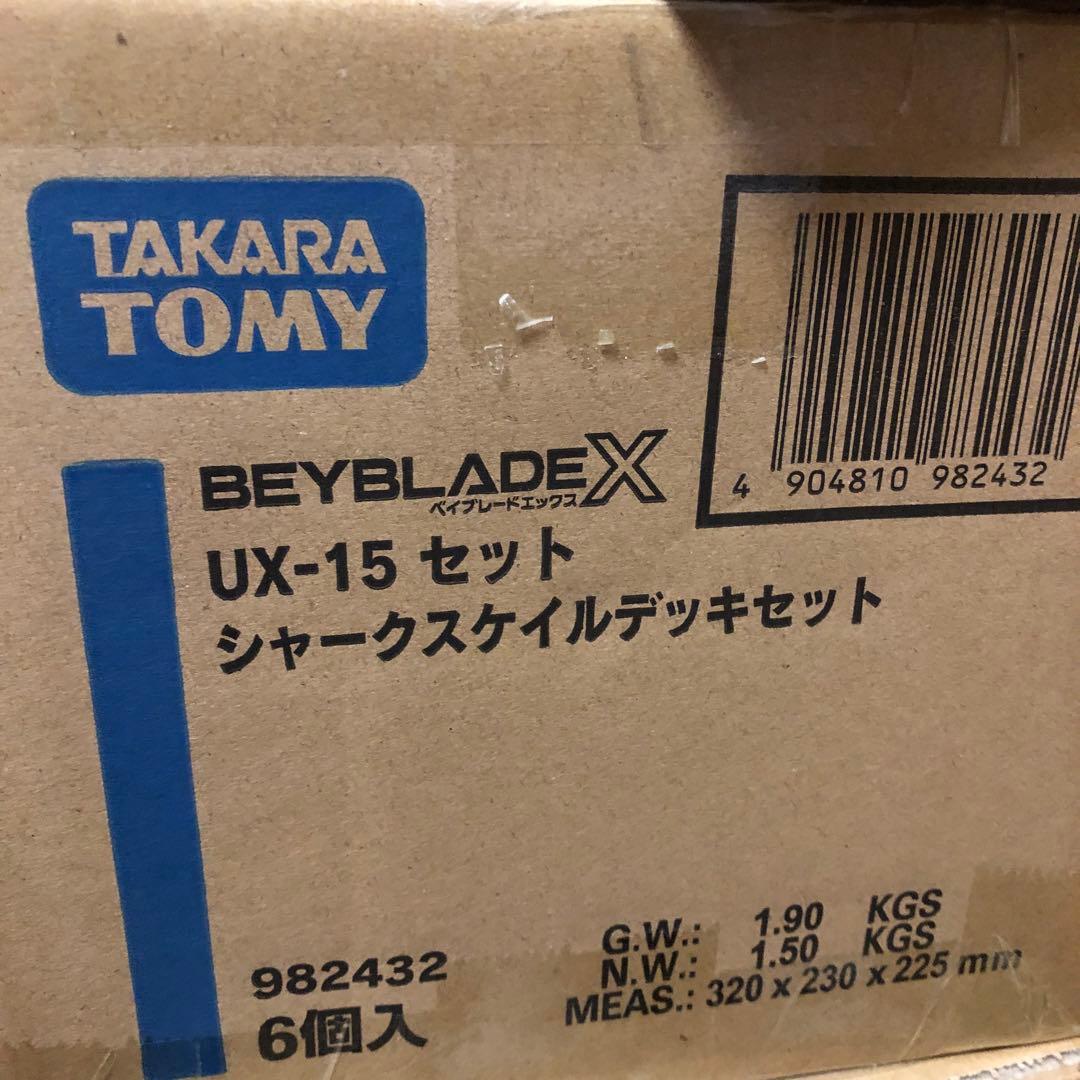 TAKARA
TOMY
BEYBLADE X
ベイブレードエックス
UX-15 セット
シャークスケイルデッキセット
4 904810 982432
982432
6個入
G.W.: 1.90 KGS
N.W.: 1.50 KGS
MEAS.: 320 x 230 x 225 mm